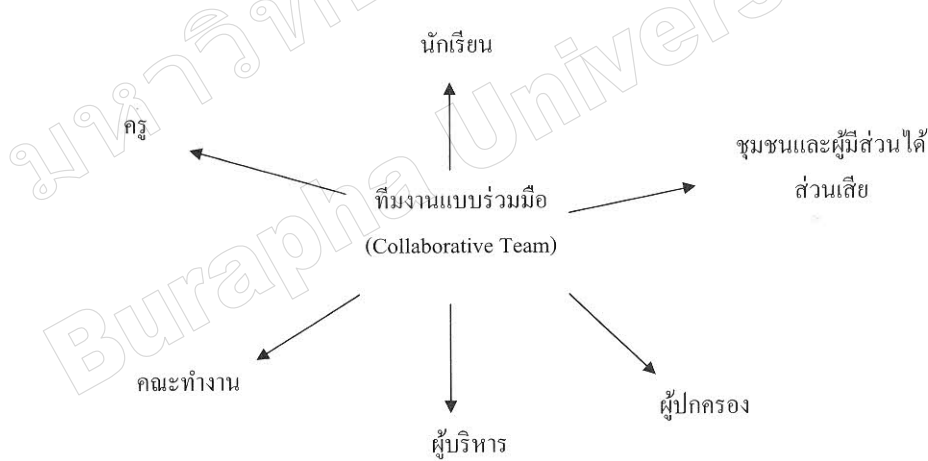 นักเรียน
ครู
ชุมชนและผู้มีส่วนได้
ส่วนเสีย
ทีมงานแบบร่วมมือ
(Collaborative Team)
คณะทำงาน
ผู้ปกครอง
ผู้บริหาร
Burapha Univers